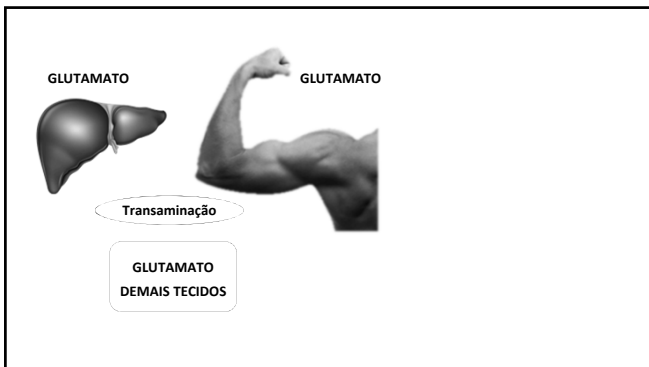 GLUTAMATO
GLUTAMATO
Transaminação
GLUTAMATO
DEMAIS TECIDOS